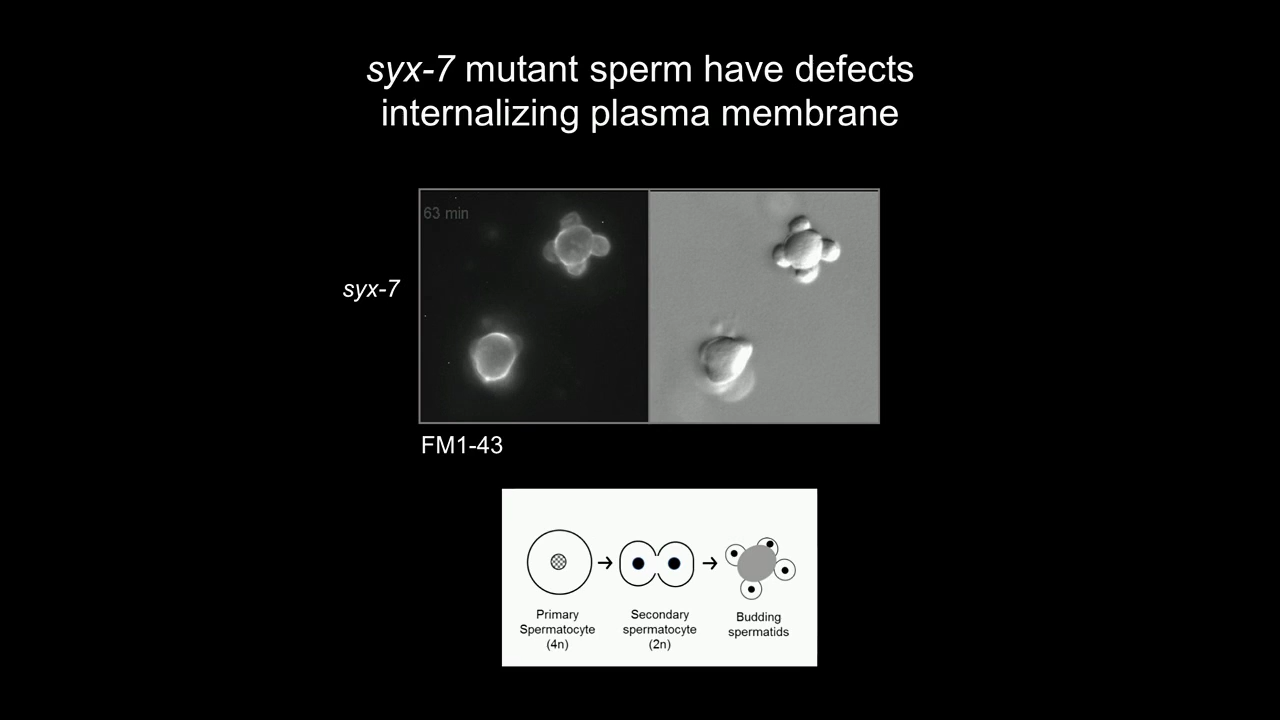 syx-7 mutant sperm have defects
internalizing plasma membrane
63 min
syx-7
FM1-43
Primary
Spermatocyte
(4n)
Secondary
spermatocyte
(2n)
Budding
spermatids